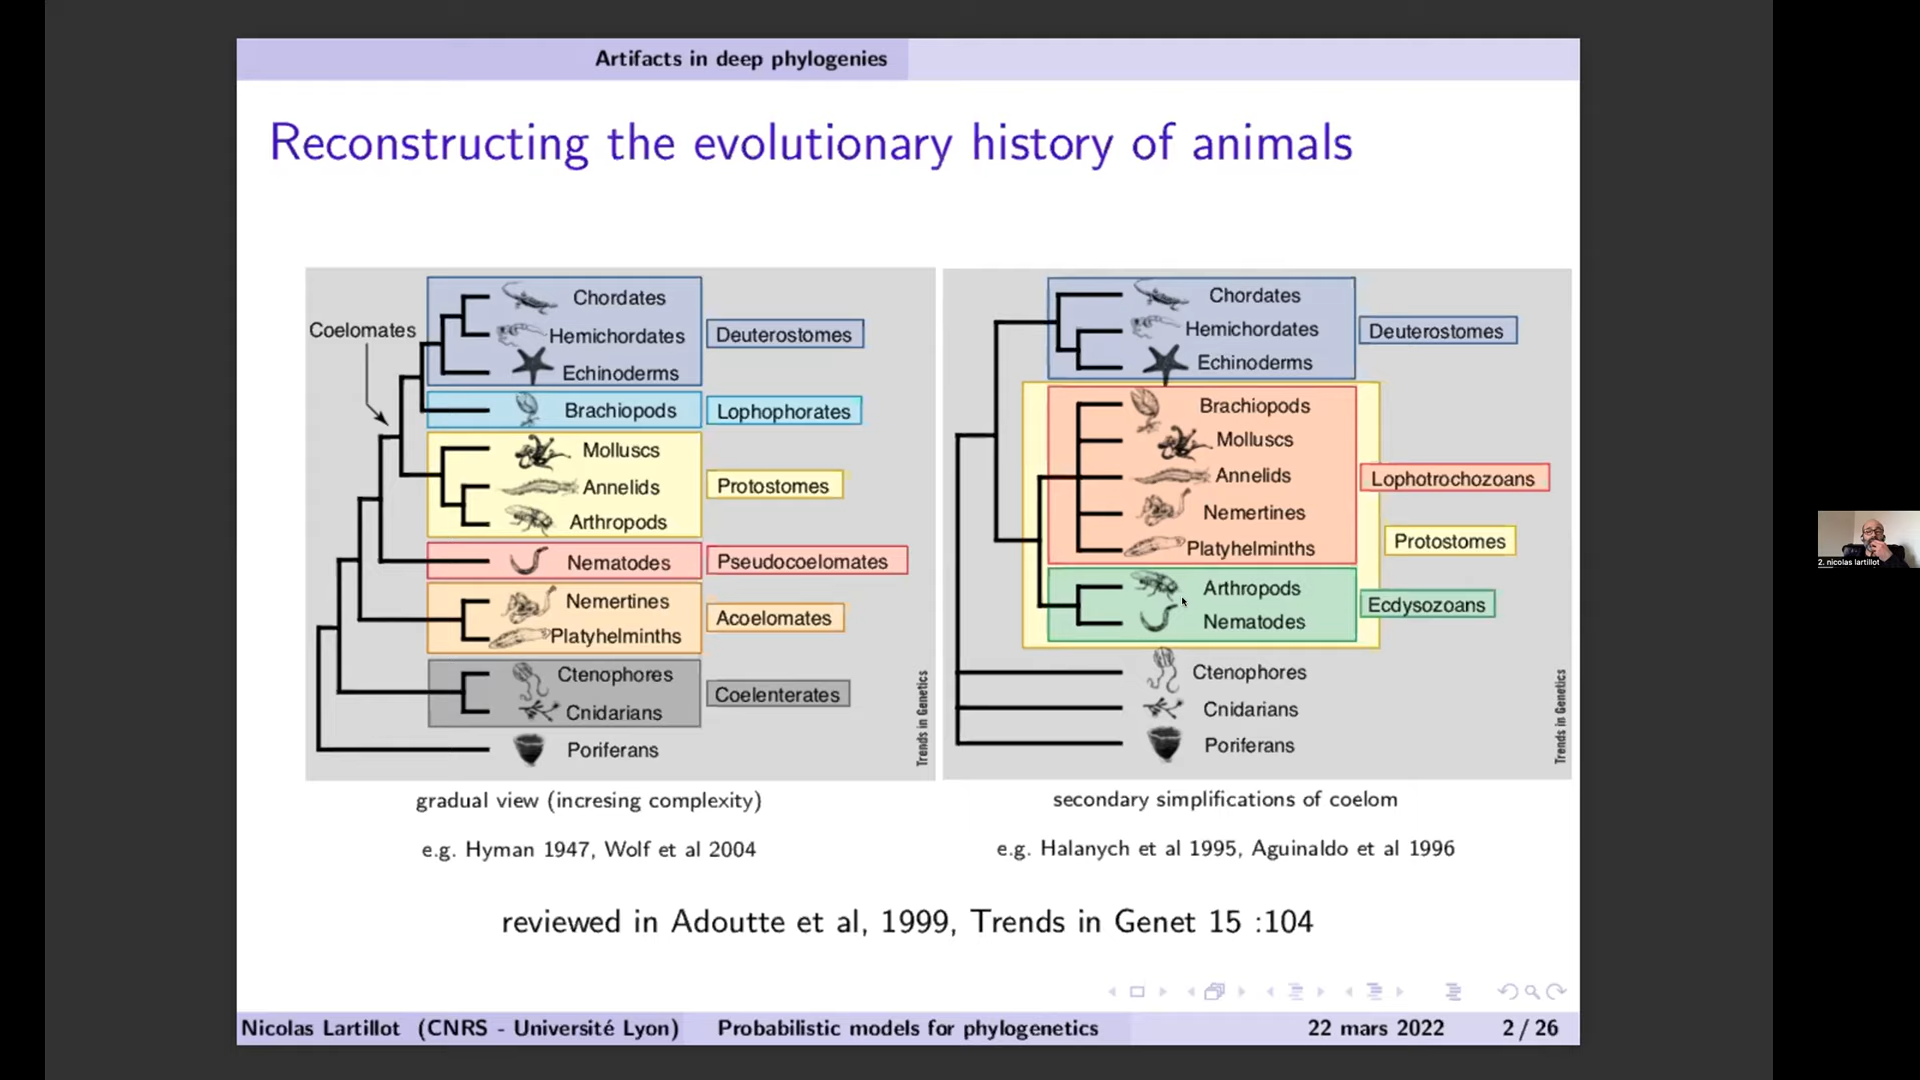 Artifacts in deep phylogenies
Reconstructing the evolutionary history of animals
Coelomates
Chordates
Hemichordates
Echinoderms
Deuterostomes
Brachiopods
Lophophorates
Molluscs
Annelids
Arthropods
Protostomes
Nematodes
Pseudocoelomates
Nemertines
Platyhelminths
Acoelomates
Ctenophores
Cnidarians
Coelenterates
Poriferans
Trends in Genetics
gradual view (incresing complexity)
e.g. Hyman 1947, Wolf et al 2004
Chordates
Hemichordates
Echinoderms
Deuterostomes
Brachiopods
Molluscs
Annelids
Nemertines
Platyhelminths
Lophotrochozoans
Protostomes
Arthropods
Nematodes
Ecdysozoans
Ctenophores
Cnidarians
Poriferans
Trends in Genetics
secondary simplifications of coelom
e.g. Halanych et al 1995, Aguinaldo et al 1996
reviewed in Adoutte et al, 1999, Trends in Genet 15 :104
Nicolas Lartillot (CNRS - Université Lyon) Probabilistic models for phylogenetics 22 mars 2022 2 / 26
2. nicolas lartillot